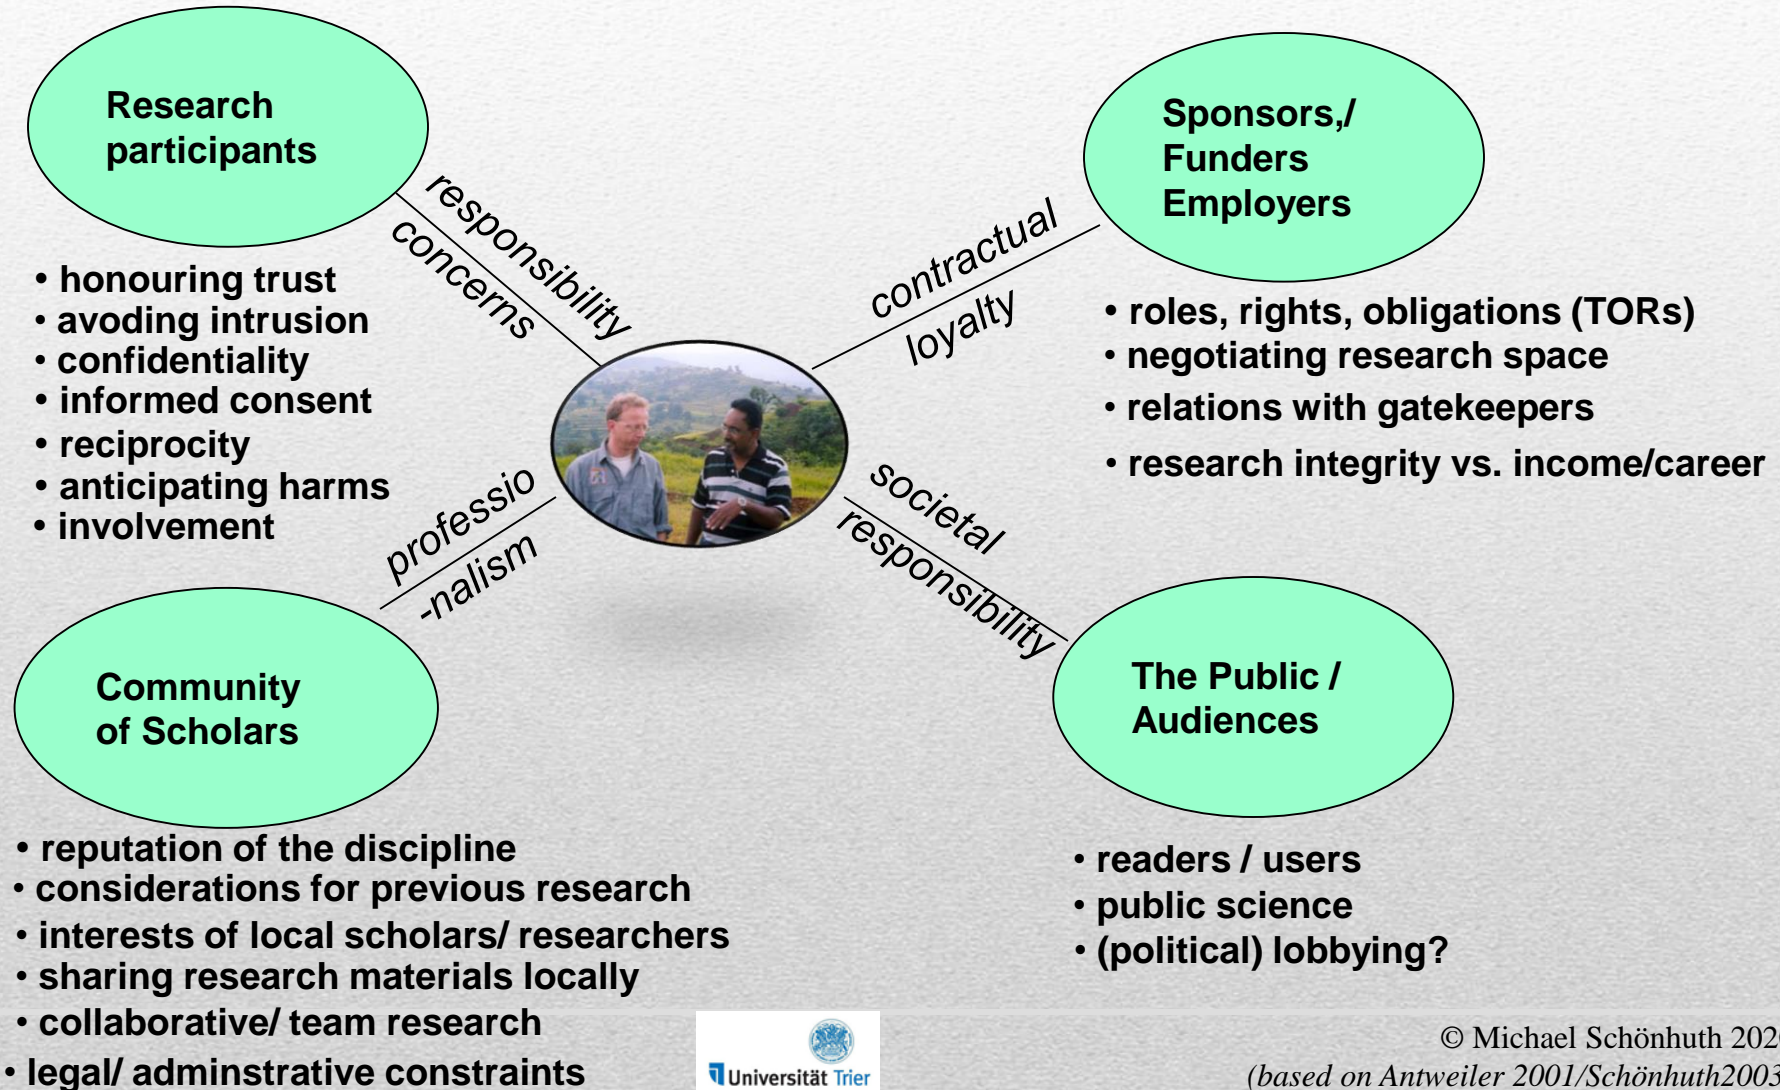 Research
participants
responsibility
concerns
• honouring trust
• avoding intrusion
• confidentiality
• informed consent
• reciprocity
• anticipating harms
• involvement
Sponsors,/
Funders
Employers
contractual
loyalty
• roles, rights, obligations (TORs)
• negotiating research space
• relations with gatekeepers
• research integrity vs. income/career
professio
-nalism
Community
of Scholars
• reputation of the discipline
• considerations for previous research
• interests of local scholars/ researchers
• sharing research materials locally
• collaborative/ team research
• legal/ adminstrative constraints
societal
responsibility
The Public /
Audiences
• readers / users
• public science
• (political) lobbying?
Universität Trier
© Michael Schönhuth 2020
(based on Antweiler 2001/Schönhuth2003